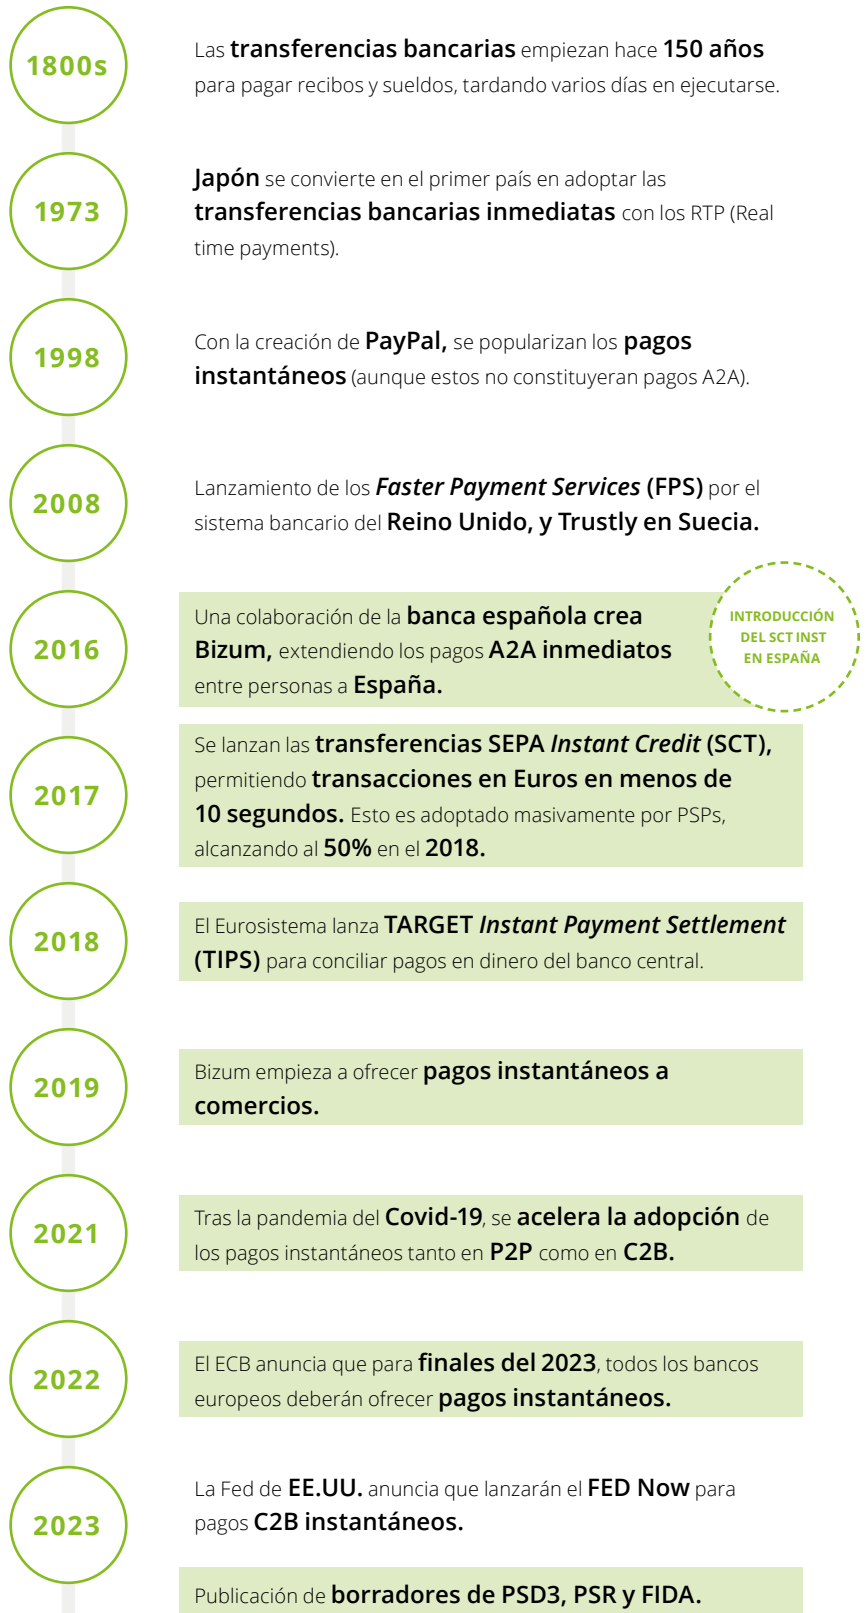 1800s
Las transferencias bancarias empiezan hace 150 años
para pagar recibos y sueldos, tardando varios días en ejecutarse.
1973
Japón se convierte en el primer país en adoptar las
transferencias bancarias inmediatas con los RTP (Real
time payments).
1998
Con la creación de PayPal, se popularizan los pagos
instantáneos (aunque estos no constituyeran pagos A2A).
2008
Lanzamiento de los Faster Payment Services (FPS) por el
sistema bancario del Reino Unido, y Trustly en Suecia.
2016
Una colaboración de la banca española crea
Bizum, extendiendo los pagos A2A inmediatos
entre personas a España.
INTRODUCCIÓN
DEL SCT INST
EN ESPAÑA
2017
Se lanzan las transferencias SEPA Instant Credit (SCT),
permitiendo transacciones en Euros en menos de
10 segundos. Esto es adoptado masivamente por PSPs,
alcanzando al 50% en el 2018.
2018
El Eurosistema lanza TARGET Instant Payment Settlement
(TIPS) para conciliar pagos en dinero del banco central.
2019
Bizum empieza a ofrecer pagos instantáneos a
comercios.
2021
Tras la pandemia del Covid-19, se acelera la adopción de
los pagos instantáneos tanto en P2P como en C2B.
2022
El ECB anuncia que para finales del 2023, todos los bancos
europeos deberán ofrecer pagos instantáneos.
2023
La Fed de EE.UU. anuncia que lanzarán el FED Now para
pagos C2B instantáneos.
Publicación de borradores de PSD3, PSR y FIDA.